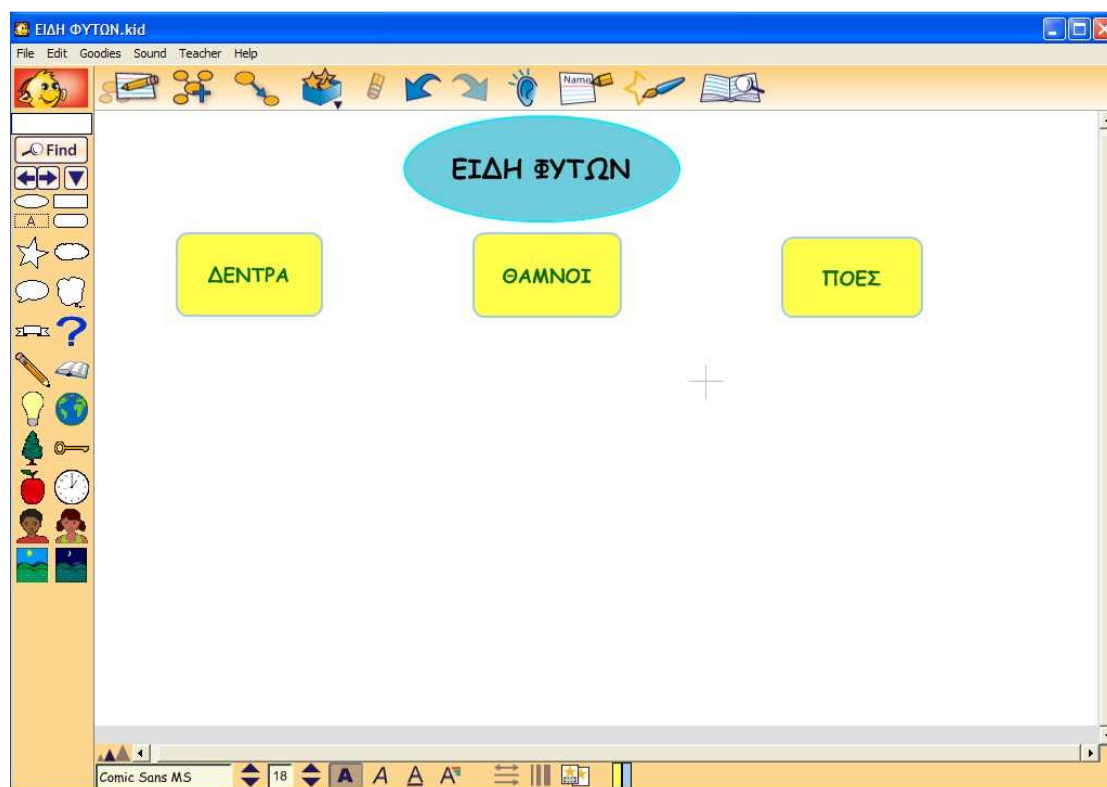 ΕΙΔΗ ΦΥΤΩΝ.kid
File Edit Goodies Sound Teacher Help
Name
Find
A
ΕΙΔΗ ΦΥΤΩΝ
ΔΕΝΤΡΑ
ΘΑΜΝΟΙ
ΠΟΕΣ
Comic Sans MS 18 A A A A